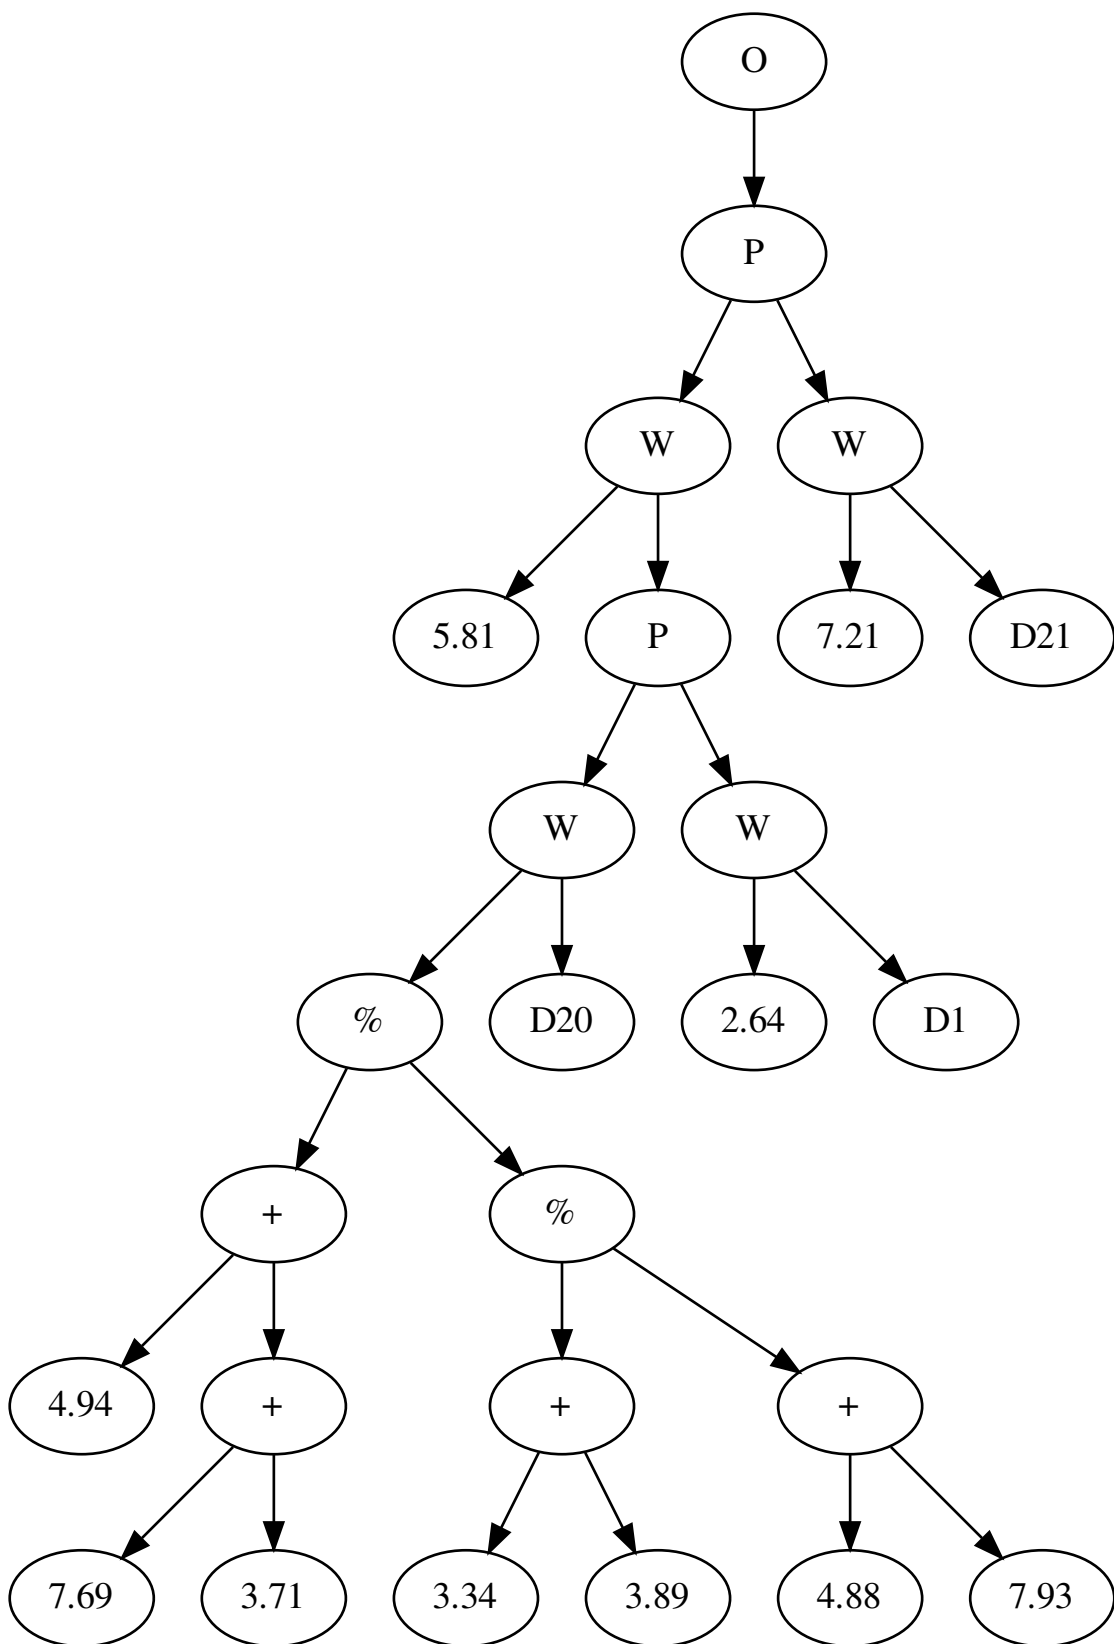 O
P
W W
5.81 P 7.21 D21
W W
% D20 2.64 D1
+ %
4.94 + + +
7.69 3.71 3.34 3.89 4.88 7.93